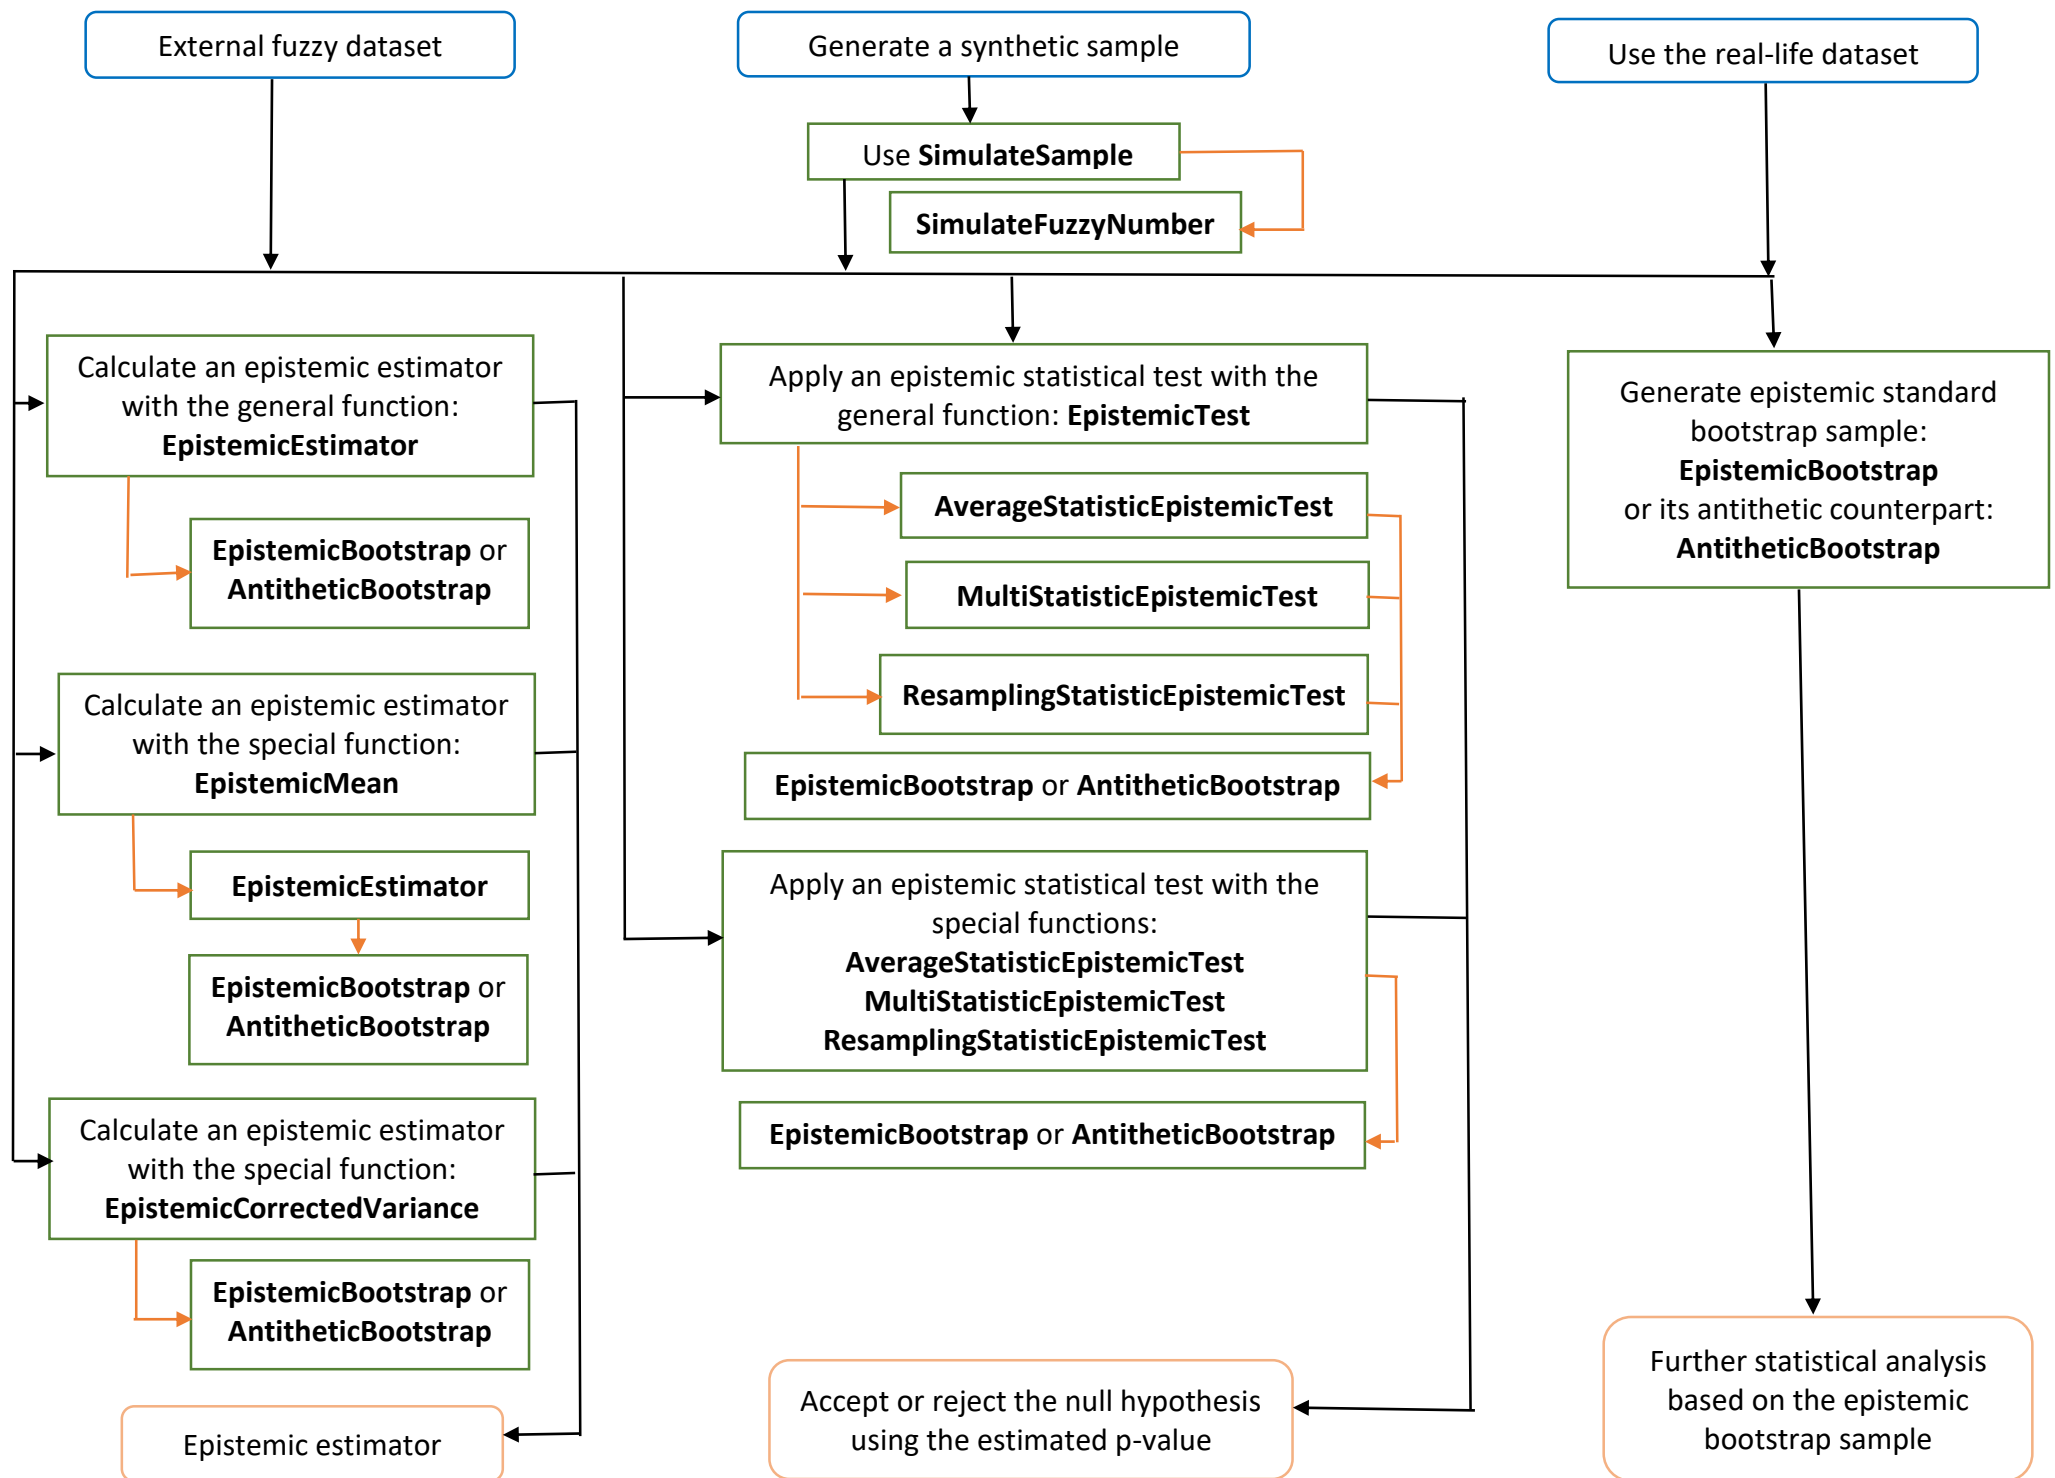 External fuzzy dataset
Generate a synthetic sample
Use the real-life dataset
Use SimulateSample
SimulateFuzzyNumber
Calculate an epistemic estimator
with the general function:
EpistemicEstimator
EpistemicBootstrap or
AntitheticBootstrap
Calculate an epistemic estimator
with the special function:
EpistemicMean
EpistemicEstimator
EpistemicBootstrap or
AntitheticBootstrap
Calculate an epistemic estimator
with the special function:
EpistemicCorrectedVariance
EpistemicBootstrap or
AntitheticBootstrap
Epistemic estimator
Apply an epistemic statistical test with the
general function: EpistemicTest
AverageStatisticEpistemicTest
MultiStatisticEpistemicTest
ResamplingStatisticEpistemicTest
EpistemicBootstrap or AntitheticBootstrap
Apply an epistemic statistical test with the
special functions:
AverageStatisticEpistemicTest
MultiStatisticEpistemicTest
ResamplingStatisticEpistemicTest
EpistemicBootstrap or AntitheticBootstrap
Accept or reject the null hypothesis
using the estimated p-value
Generate epistemic standard
bootstrap sample:
EpistemicBootstrap
or its antithetic counterpart:
AntitheticBootstrap
Further statistical analysis
based on the epistemic
bootstrap sample